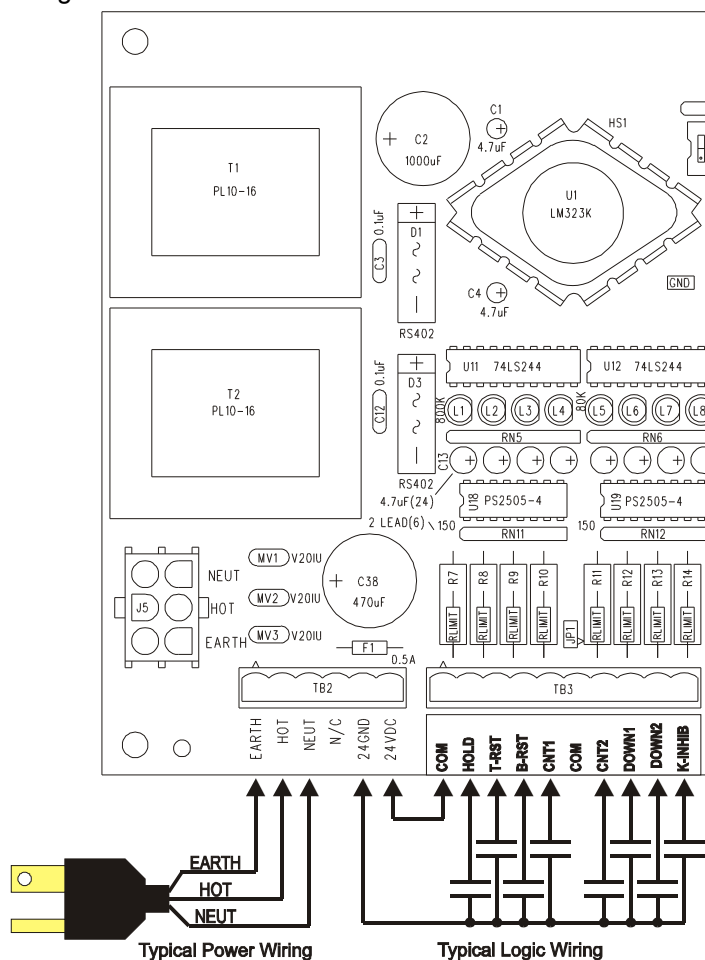 C1
4.7uF
HS1
C2
1000uF
T1
PL10-16
U1
LM323K
C3 0.1uF
D1
RS402
C4
4.7uF
GND
T2
PL10-16
C12 0.1uF
D3
RS402
U11 74LS244
U12 74LS244
800K
L1 L2 L3 L4
80K
L5 L6 L7 L8
RN5
RN6
C13
4.7uF(24)
2 LEAD(6)
U18 PS2505-4
U19 PS2505-4
150
RN11
150
RN12
J5
NEUT
HOT
EARTH
MV1 V20IU
MV2 V20IU
MV3 V20IU
C38
470uF
F1
0.5A
R7 R8 R9 R10
R11 R12 R13 R14
RLIMIT RLIMIT RLIMIT RLIMIT
JP1
RLIMIT RLIMIT RLIMIT RLIMIT
TB2
TB3
EARTH
HOT
NEUT
N/C
24GND
24VDC
COM
HOLD
T-RST
B-RST
CNT1
COM
CNT2
DOWN1
DOWN2
K-INHIB
EARTH
HOT
NEUT
Typical Power Wiring
Typical Logic Wiring